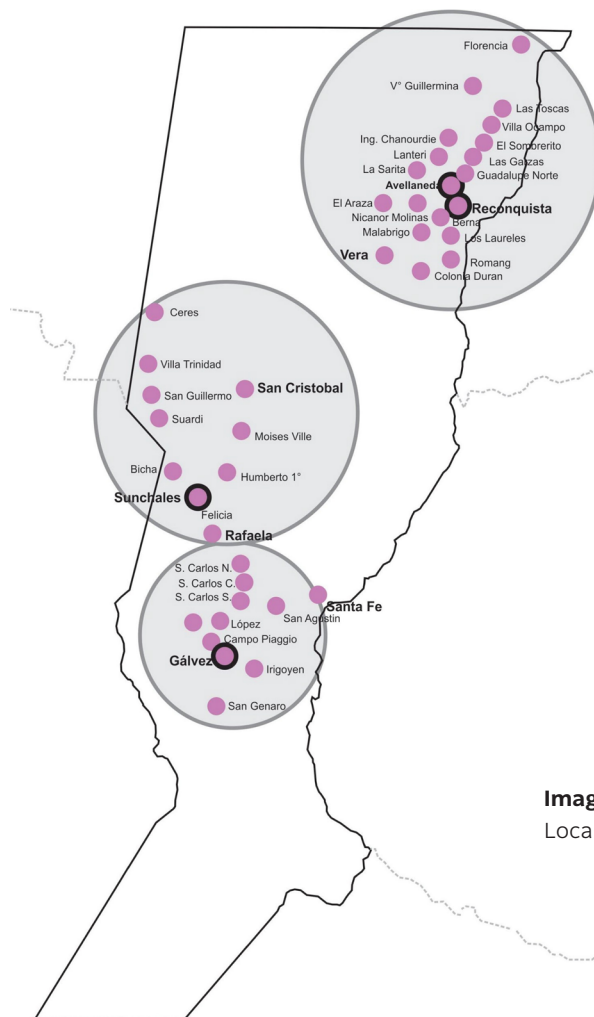 Florencia
V° Guillermina
Las Toscas
Villa Ocampo
Ing. Chanourdie
El Sombrerito
Lanteri
Las Garzas
La Sarita
Guadalupe Norte
Avellaneda
El Araza
Reconquista
Nicanor Molinas
Berna
Malabrigo
Los Laureles
Vera
Romang
Colonia Duran
Ceres
Villa Trinidad
San Cristobal
San Guillermo
Suardi
Moises Ville
Bicha
Humberto 1°
Sunchales
Felicia
Rafaela
S. Carlos N.
S. Carlos C.
S. Carlos S.
Santa Fe
San Agustin
López
Campo Piaggio
Gálvez
Irigoyen
San Genaro
Imag
Loca